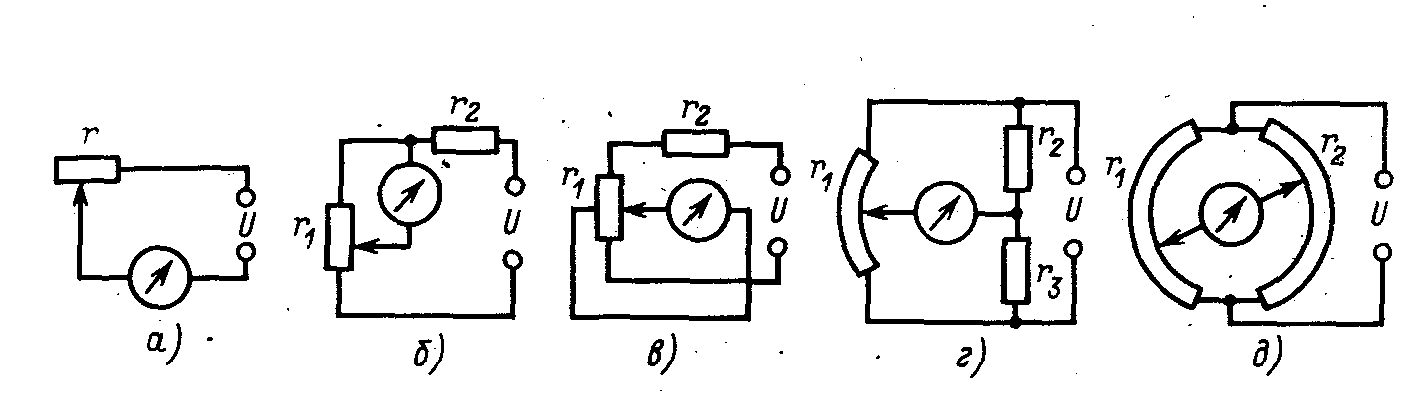 r U а)
r₁ r₂ U б)
r₁ r₂ U в)
r₁ r₂ r₃ U г)
r₁ r₂ U д)